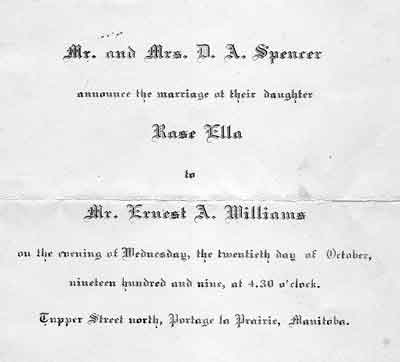 Mr. and Mrs. D. A. Spencer
announce the marriage of their daughter
Rose Ella
to
Mr. Ernest A. Williams
on the evening of Wednesday, the twentieth day of October,
nineteen hundred and nine, at 4.30 o'clock.
Tupper Street north, Portage la Prairie, Manitoba.